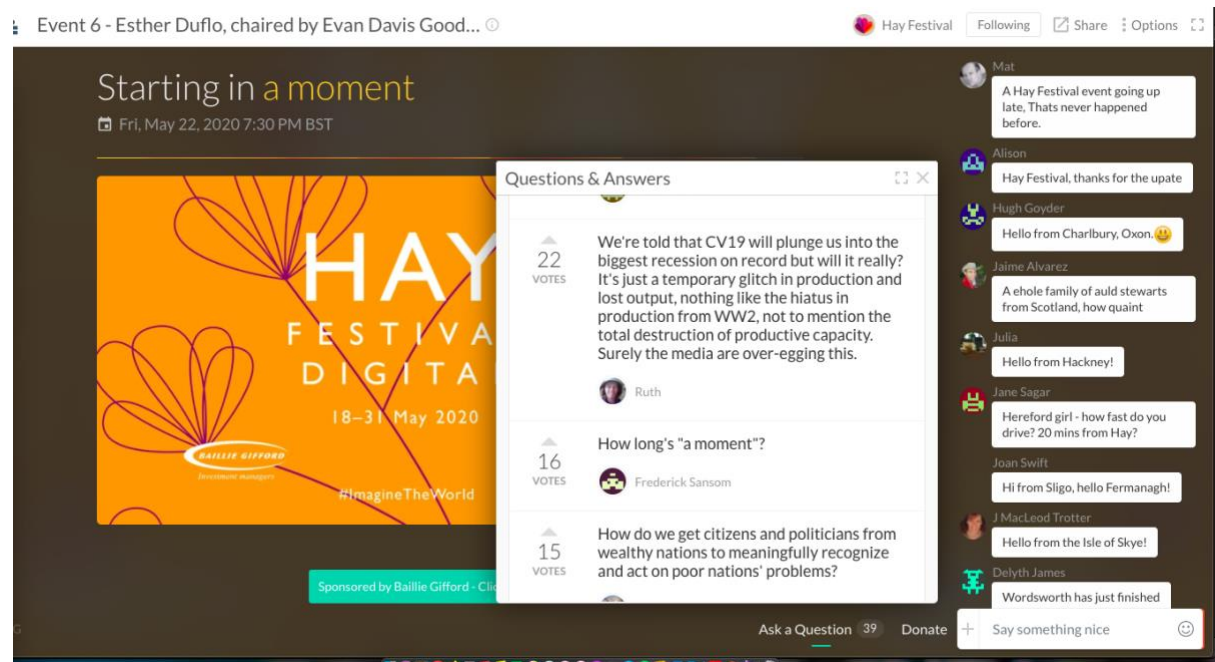 Event 6 - Esther Duflo, chaired by Evan Davis Good...
Hay Festival
Following
Share
Options
Starting in a moment
Fri, May 22, 2020 7:30 PM BST
HAY
FESTIVA
DIGITA
18–31 May 2020
BAILLIE GIFFORD
Investment managers
#ImagineTheWorld
Sponsored by Baillie Gifford - Clic
Questions & Answers
22
VOTES
We're told that CV19 will plunge us into the
biggest recession on record but will it really?
It's just a temporary glitch in production and
lost output, nothing like the hiatus in
production from WW2, not to mention the
total destruction of productive capacity.
Surely the media are over-egging this.
Ruth
16
VOTES
How long's "a moment"?
Frederick Sansom
15
VOTES
How do we get citizens and politicians from
wealthy nations to meaningfully recognize
and act on poor nations' problems?
Mat
A Hay Festival event going up
late, Thats never happened
before.
Alison
Hay Festival, thanks for the upate
Hugh Goyder
Hello from Charlbury, Oxon.😃
Jaime Alvarez
A ehole family of auld stewarts
from Scotland, how quaint
Julia
Hello from Hackney!
Jane Sagar
Hereford girl - how fast do you
drive? 20 mins from Hay?
Joan Swift
Hi from Sligo, hello Fermanagh!
J MacLeod Trotter
Hello from the Isle of Skye!
Delyth James
Wordsworth has just finished
Ask a Question 39
Donate
Say something nice